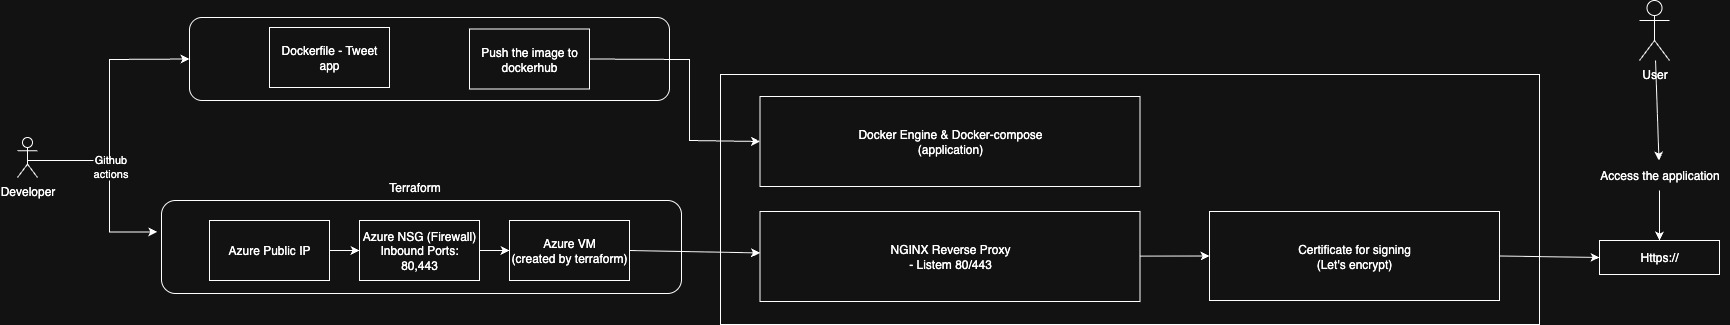 Dockerfile - Tweet
app
Push the image to
dockerhub
User
Docker Engine & Docker-compose
(application)
Github
actions
Developer
Access the application
Terraform
Azure Public IP
Azure NSG (Firewall)
Inbound Ports:
80,443
Azure VM
(created by terraform)
NGINX Reverse Proxy
- Listem 80/443
Certificate for signing
(Let's encrypt)
Https://